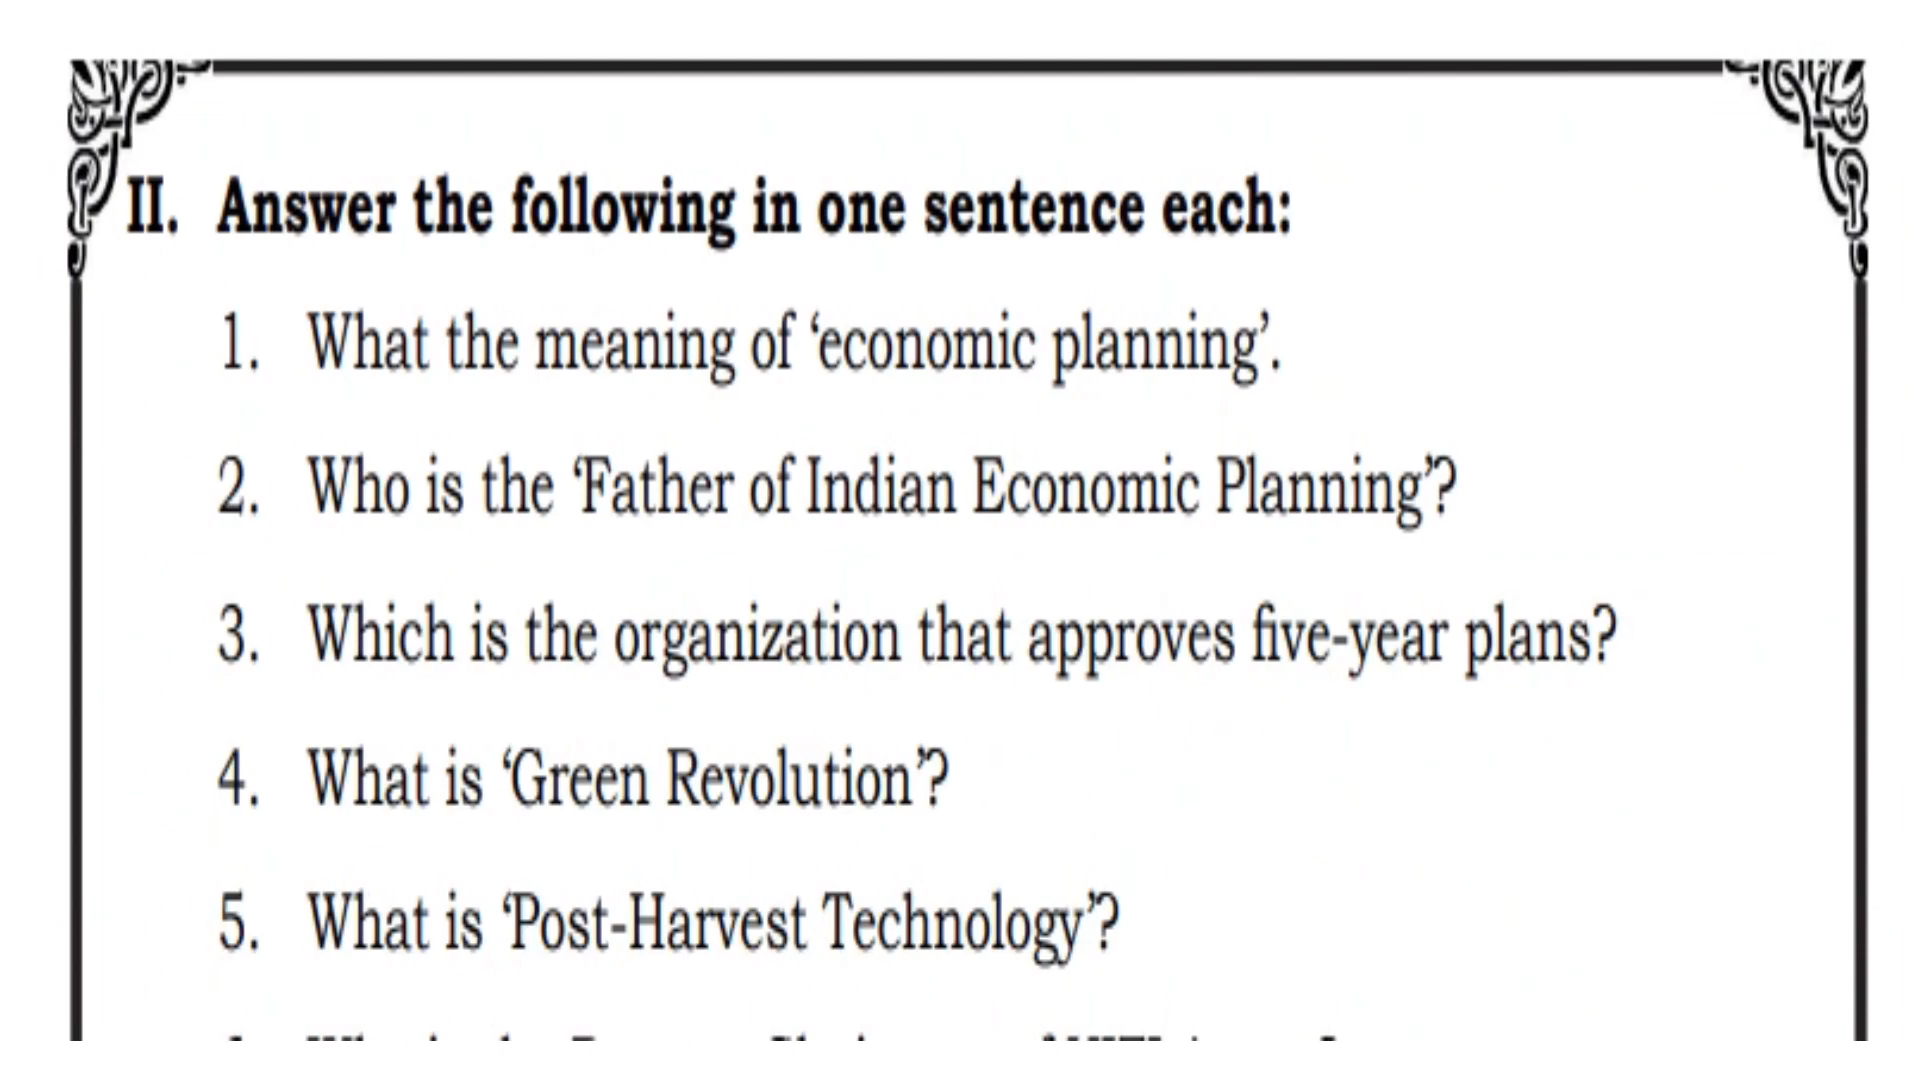 II. Answer the following in one sentence each:
1. What the meaning of ‘economic planning’.
2. Who is the ‘Father of Indian Economic Planning’?
3. Which is the organization that approves five-year plans?
4. What is ‘Green Revolution’?
5. What is ‘Post-Harvest Technology’?